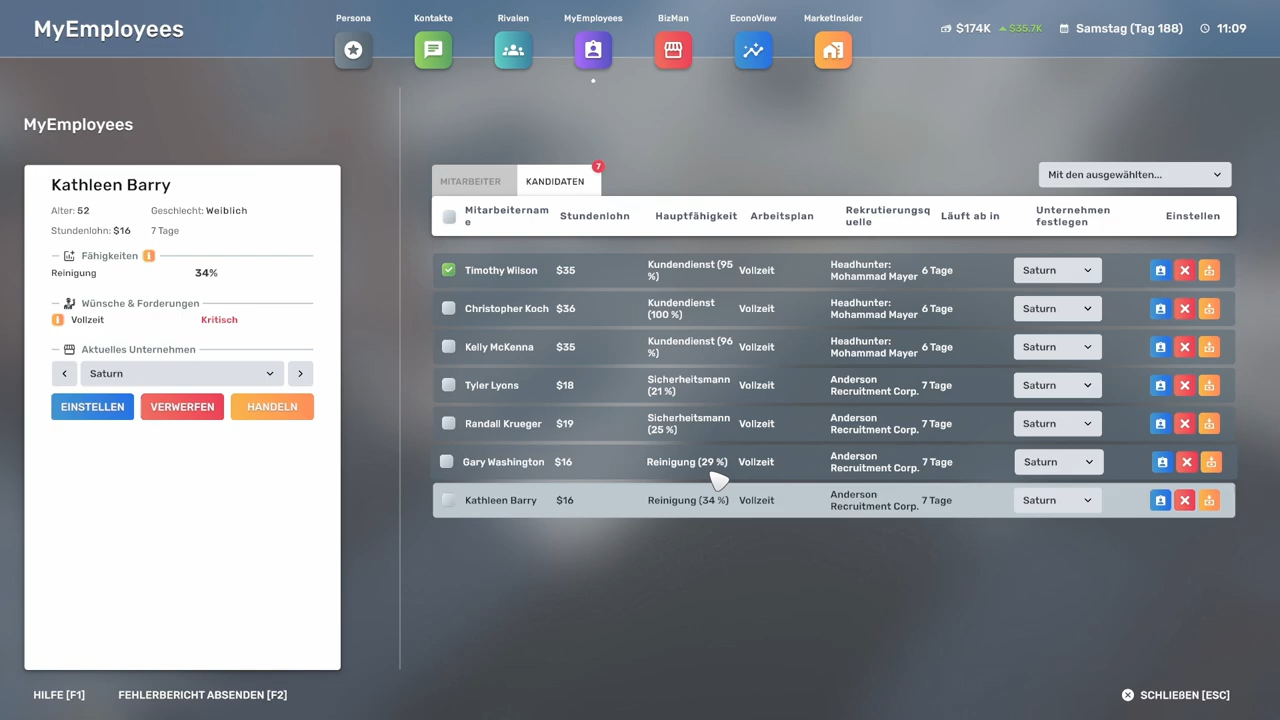 MyEmployees
Persona
Kontakte
Rivalen
MyEmployees
BizMan
EconoView
MarketInsider
$174K
$35.7K
Samstag (Tag 188)
11:09
MyEmployees
Kathleen Barry
Alter: 52
Geschlecht: Weiblich
Stundenlohn: $16
7 Tage
Fähigkeiten
Reinigung
34%
Wünsche & Forderungen
Vollzeit
Kritisch
Aktuelles Unternehmen
Saturn
EINSTELLEN
VERWERFEN
HANDELN
MITARBEITER
KANDIDATEN
7
Mit den ausgewählten...
Mitarbeiternam
e
Stundenlohn
Hauptfähigkeit
Arbeitsplan
Rekrutierungsq
uelle
Läuft ab in
Unternehmen
festlegen
Einstellen
Timothy Wilson
$35
Kundendienst (95
%)
Vollzeit
Headhunter:
Mohammad Mayer
6 Tage
Saturn
Christopher Koch
$36
Kundendienst
(100 %)
Vollzeit
Headhunter:
Mohammad Mayer
6 Tage
Saturn
Kelly McKenna
$35
Kundendienst (96
%)
Vollzeit
Headhunter:
Mohammad Mayer
6 Tage
Saturn
Tyler Lyons
$18
Sicherheitsmann
(21 %)
Vollzeit
Anderson
Recruitment Corp.
7 Tage
Saturn
Randall Krueger
$19
Sicherheitsmann
(25 %)
Vollzeit
Anderson
Recruitment Corp.
7 Tage
Saturn
Gary Washington
$16
Reinigung (29 %)
Vollzeit
Anderson
Recruitment Corp.
7 Tage
Saturn
Kathleen Barry
$16
Reinigung (34 %)
Vollzeit
Anderson
Recruitment Corp.
7 Tage
Saturn
HILFE [F1]
FEHLERBERICHT ABSENDEN [F2]
SCHLIEẞEN [ESC]